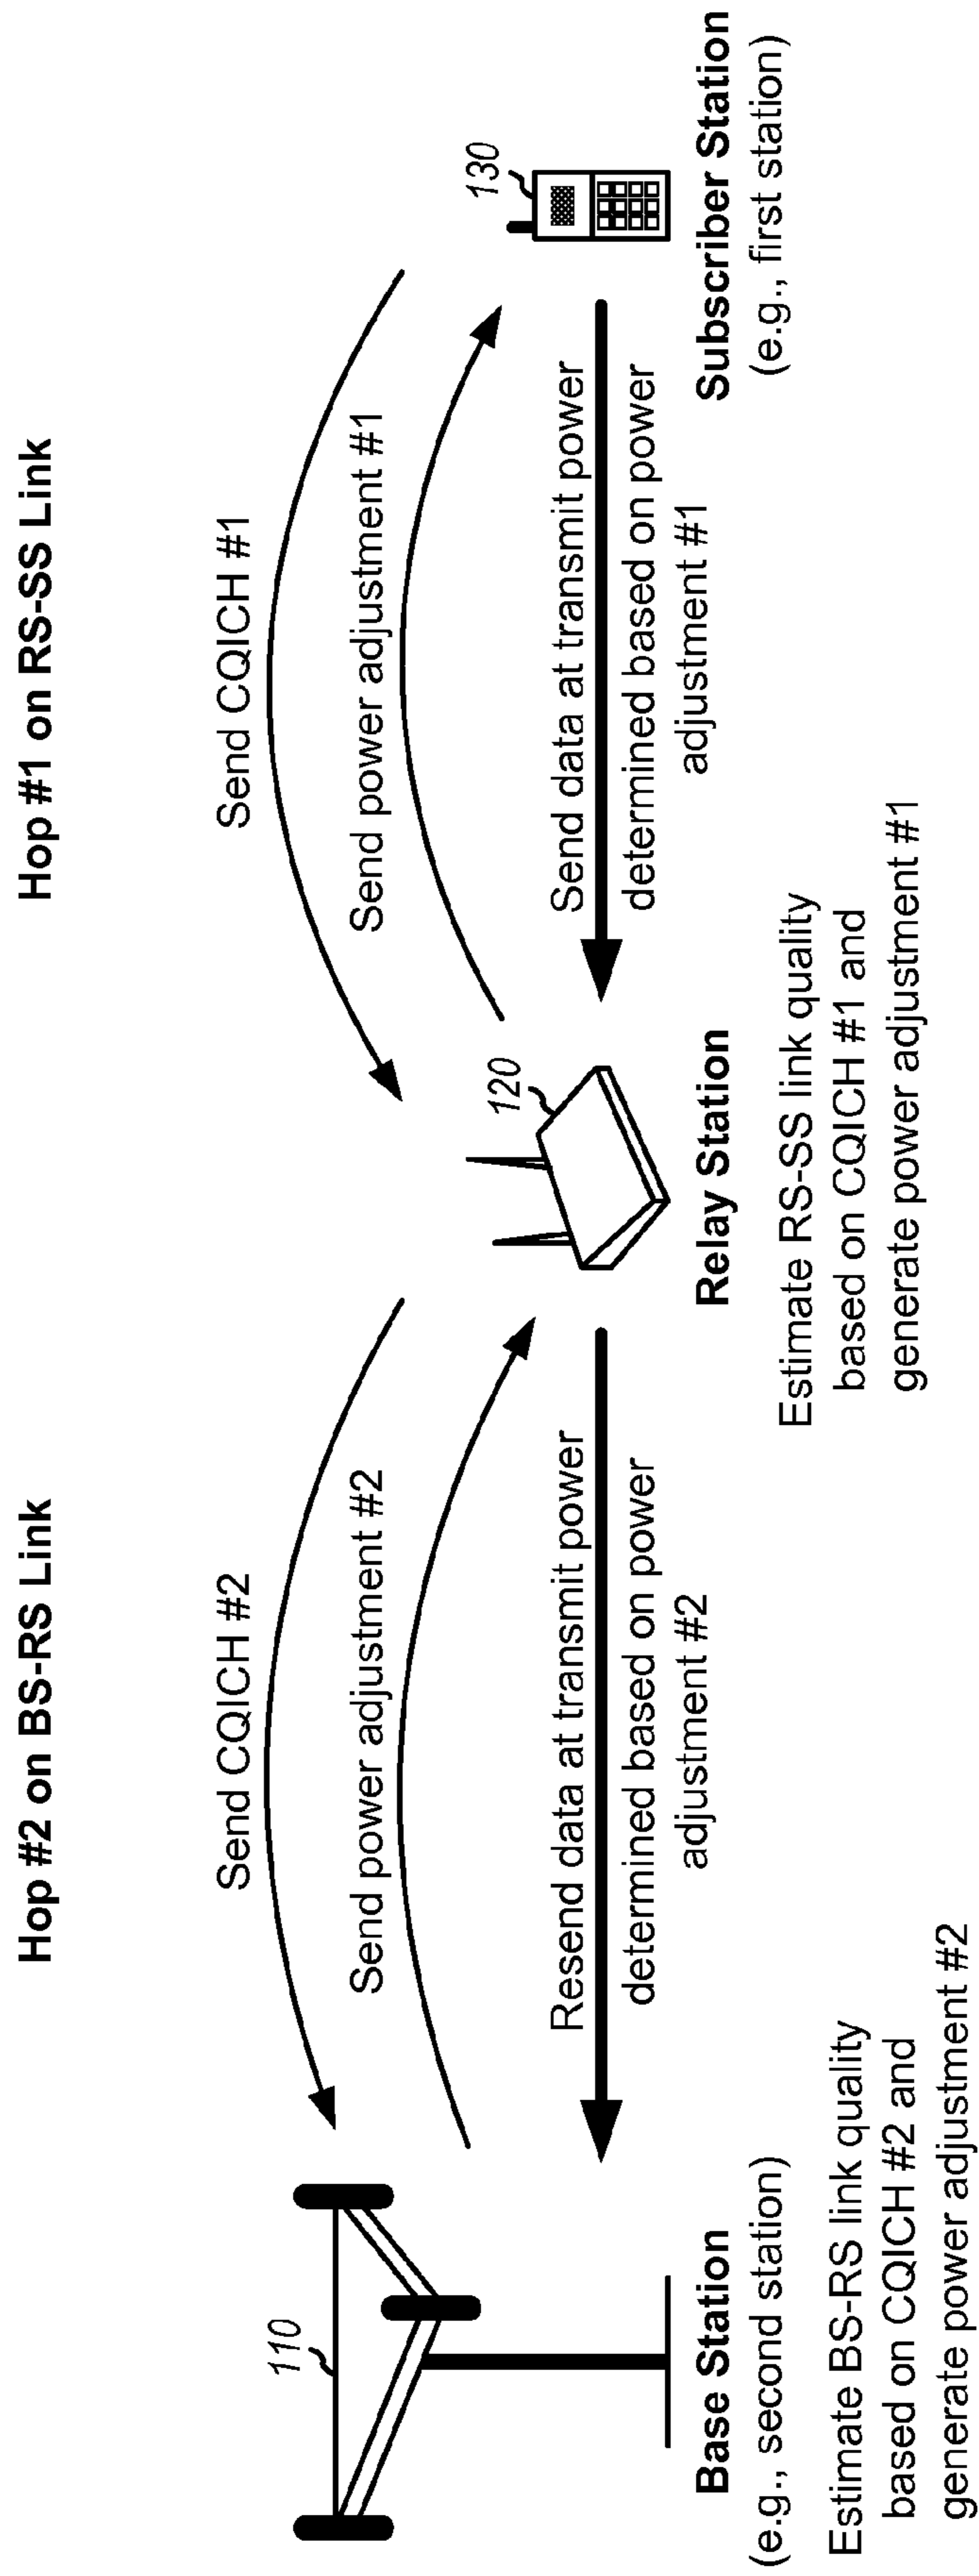 Hop #2 on BS-RS Link
Hop #1 on RS-SS Link
Send CQICH #2
Send CQICH #1
Send power adjustment #2
Send power adjustment #1
110
120
130
Resend data at transmit power
determined based on power
adjustment #2
Send data at transmit power
determined based on power
adjustment #1
Base Station
(e.g., second station)
Estimate BS-RS link quality
based on CQICH #2 and
generate power adjustment #2
Relay Station
Estimate RS-SS link quality
based on CQICH #1 and
generate power adjustment #1
Subscriber Station
(e.g., first station)